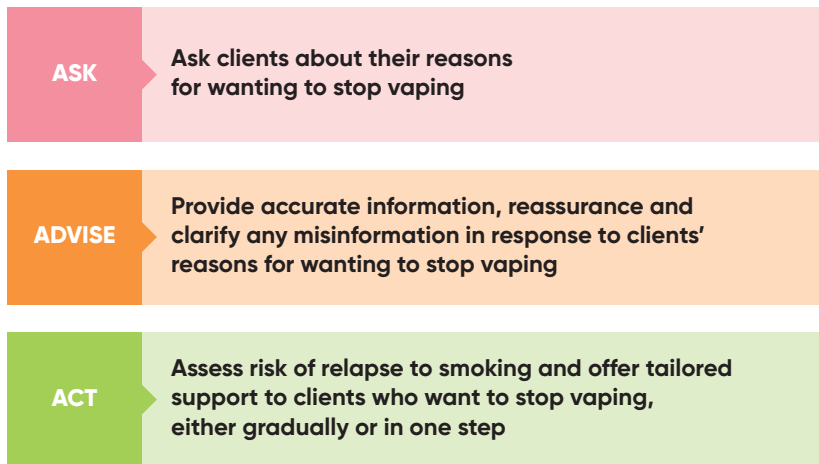 ASK
Ask clients about their reasons
for wanting to stop vaping
ADVISE
Provide accurate information, reassurance and
clarify any misinformation in response to clients’
reasons for wanting to stop vaping
ACT
Assess risk of relapse to smoking and offer tailored
support to clients who want to stop vaping,
either gradually or in one step